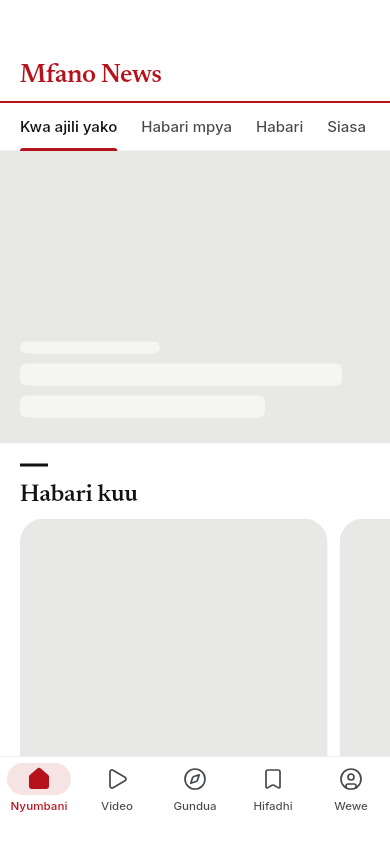 Mfano News
Kwa ajili yako
Habari mpya
Habari
Siasa
Habari kuu
Nyumbani
Video
Gundua
Hifadhi
Wewe